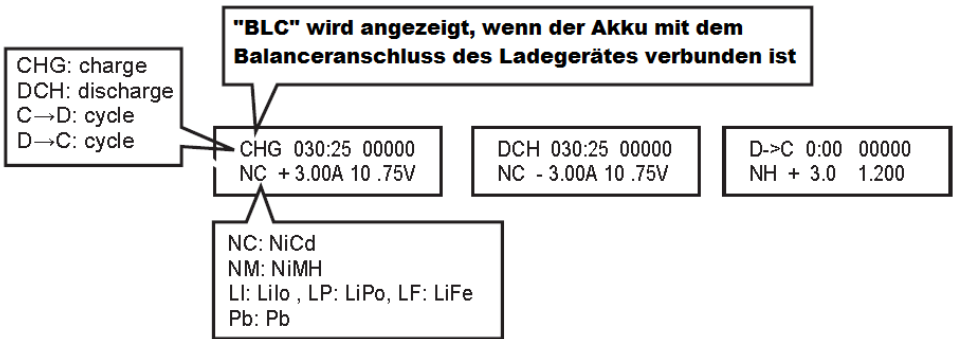 "BLC" wird angezeigt, wenn der Akku mit dem
Balanceranschluss des Ladegerätes verbunden ist
CHG: charge
DCH: discharge
C→D: cycle
D→C: cycle
CHG 030:25 00000
NC + 3.00A 10 .75V
DCH 030:25 00000
NC - 3.00A 10 .75V
D->C 0:00 00000
NH + 3.0 1.200
NC: NiCd
NM: NiMH
LI: LiIo , LP: LiPo, LF: LiFe
Pb: Pb